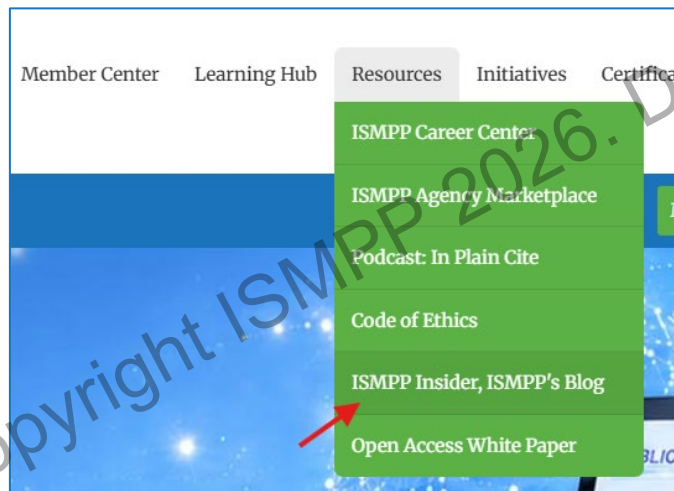 Member Center Learning Hub Resources Initiatives
ISMPP Career Center
ISMPP Agency Marketplace
Podcast: In Plain Cite
Code of Ethics
ISMPP Insider, ISMPP's Blog
Open Access White Paper
opyright ISMPP 2026. D